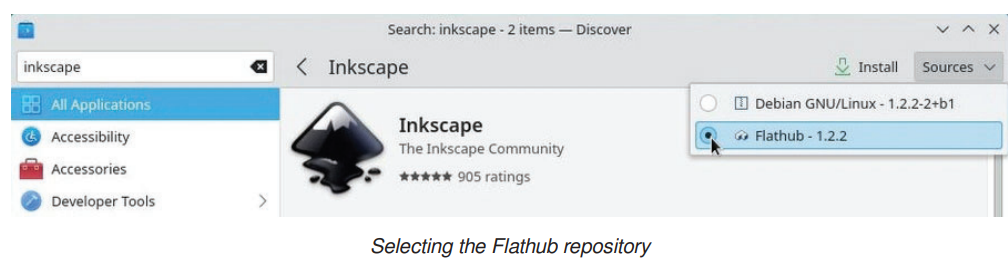 Search: inkscape - 2 items — Discover
inkscape
Inkscape
Install
Sources
All Applications
Accessibility
Accessories
Developer Tools
Inkscape
The Inkscape Community
★★★★★ 905 ratings
Debian GNU/Linux - 1.2.2-2+b1
Flathub - 1.2.2
Selecting the Flathub repository